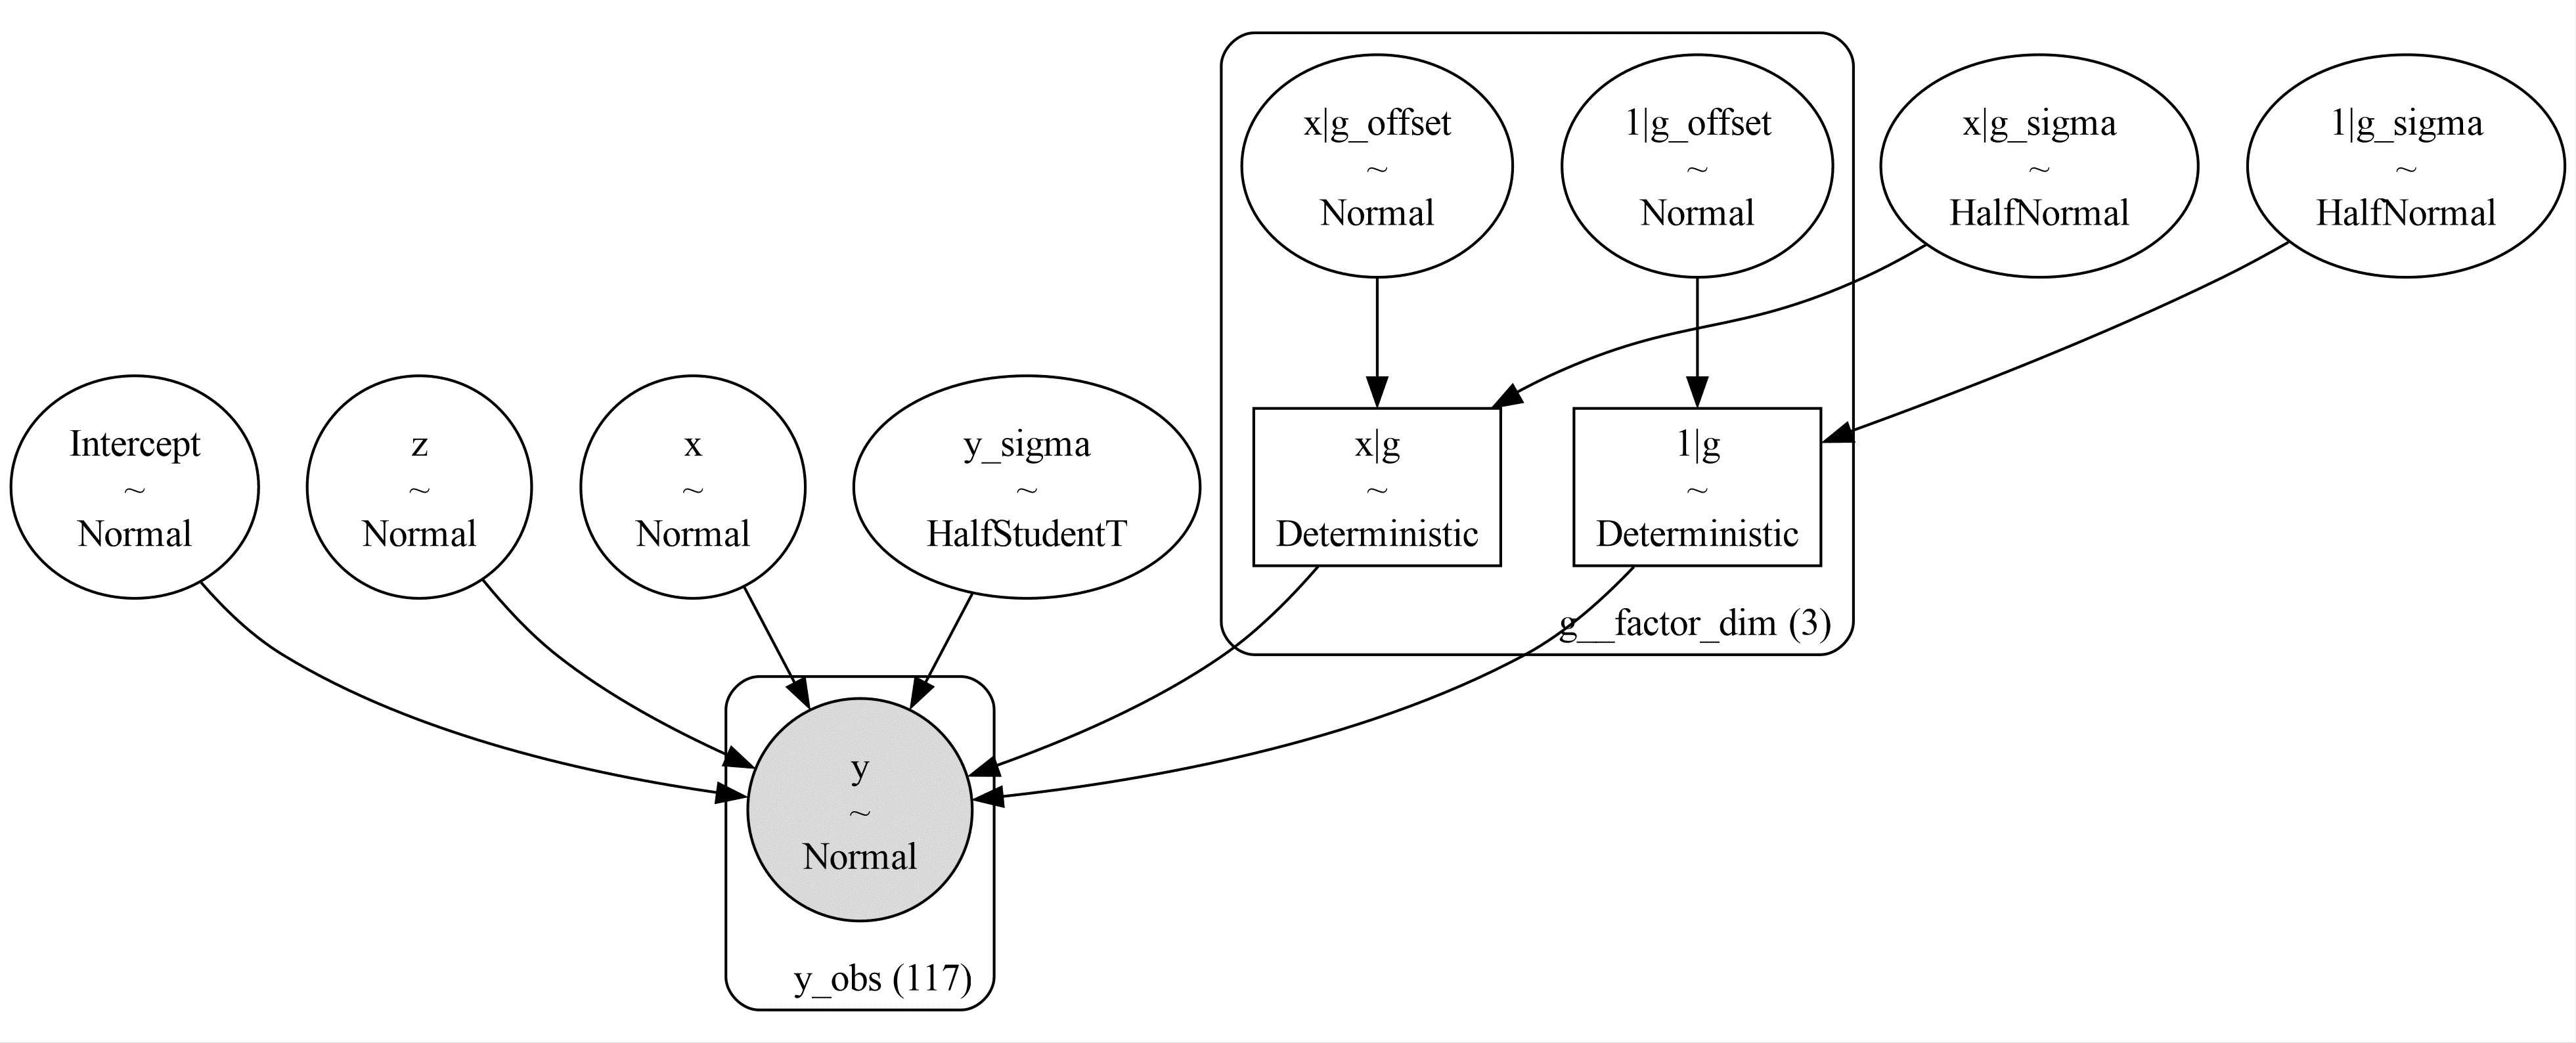 x|g_offset
~
Normal
1|g_offset
~
Normal
x|g_sigma
~
HalfNormal
1|g_sigma
~
HalfNormal
Intercept
~
Normal
z
~
Normal
x
~
Normal
y_sigma
~
HalfStudentT
x|g
~
Deterministic
1|g
~
Deterministic
g__factor_dim (3)
y
~
Normal
y_obs (117)